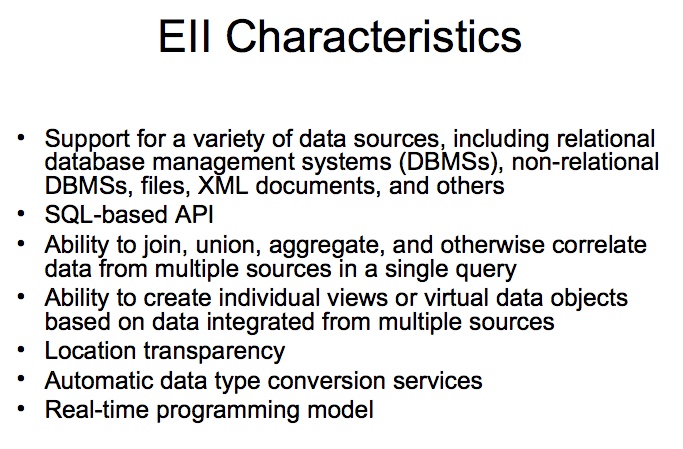 EII Characteristics
• Support for a variety of data sources, including relational
database management systems (DBMSs), non-relational
DBMSs, files, XML documents, and others
• SQL-based API
• Ability to join, union, aggregate, and otherwise correlate
data from multiple sources in a single query
• Ability to create individual views or virtual data objects
based on data integrated from multiple sources
• Location transparency
• Automatic data type conversion services
• Real-time programming model